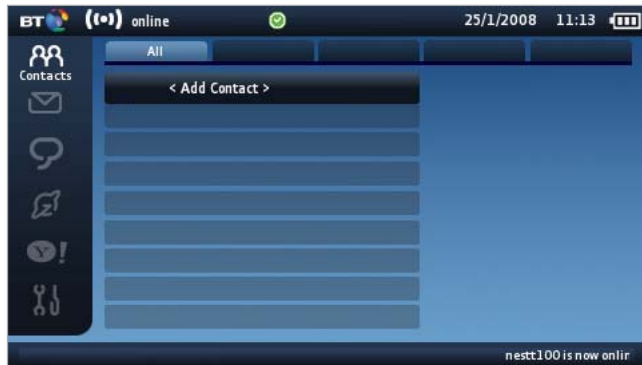 BT online 25/1/2008 11:13
Contacts
All
< Add Contact >
Y!
nestt100 is now onlir